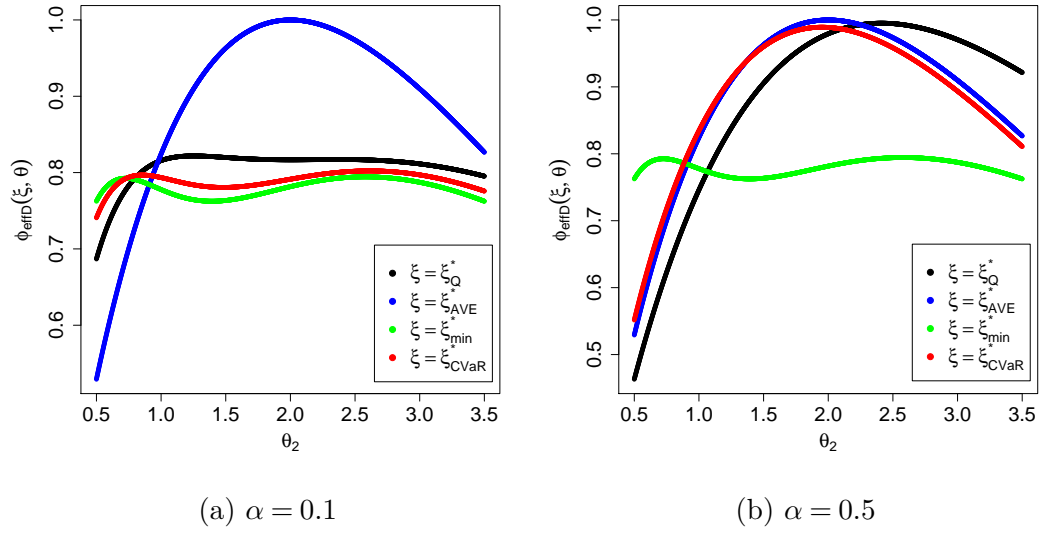 1.0
0.9
0.8
0.7
0.6
ϕeffD(ξ, θ)
0.5 1.0 1.5 2.0 2.5 3.0 3.5
θ2
ξ = ξ*Q
ξ = ξ*AVE
ξ = ξ*min
ξ = ξ*CVaR
(a) α = 0.1
1.0
0.9
0.8
0.7
0.6
0.5
ϕeffD(ξ, θ)
0.5 1.0 1.5 2.0 2.5 3.0 3.5
θ2
ξ = ξ*Q
ξ = ξ*AVE
ξ = ξ*min
ξ = ξ*CVaR
(b) α = 0.5